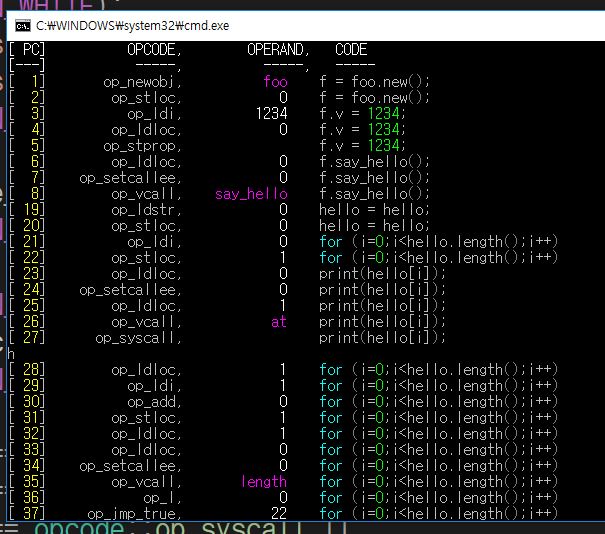 C:₩WINDOWS₩system32₩cmd.exe
[ PC] OPCODE, OPERAND, CODE
[---] -----, -----, -----
[ 1] op_newobj, foo f = foo.new();
[ 2] op_stloc, 0 f = foo.new();
[ 3] op_ldi, 1234 f.v = 1234;
[ 4] op_ldloc, 0 f.v = 1234;
[ 5] op_stprop, f.v = 1234;
[ 6] op_ldloc, 0 f.say_hello();
[ 7] op_setcallee, 0 f.say_hello();
[ 8] op_vcall, say_hello f.say_hello();
[ 19] op_ldstr, 0 hello = hello;
[ 20] op_stloc, 0 hello = hello;
[ 21] op_ldi, 0 for (i=0;i<hello.length();i++)
[ 22] op_stloc, 1 for (i=0;i<hello.length();i++)
[ 23] op_ldloc, 0 print(hello[i]);
[ 24] op_setcallee, 0 print(hello[i]);
[ 25] op_ldloc, 1 print(hello[i]);
[ 26] op_vcall, at print(hello[i]);
[ 27] op_syscall, 0 print(hello[i]);
h
[ 28] op_ldloc, 1 for (i=0;i<hello.length();i++)
[ 29] op_ldi, 1 for (i=0;i<hello.length();i++)
[ 30] op_add, 0 for (i=0;i<hello.length();i++)
[ 31] op_stloc, 1 for (i=0;i<hello.length();i++)
[ 32] op_ldloc, 1 for (i=0;i<hello.length();i++)
[ 33] op_ldloc, 0 for (i=0;i<hello.length();i++)
[ 34] op_setcallee, 0 for (i=0;i<hello.length();i++)
[ 35] op_vcall, length for (i=0;i<hello.length();i++)
[ 36] op_l, 0 for (i=0;i<hello.length();i++)
[ 37] op_jmp_true, 22 for (i=0;i<hello.length();i++)
== opcode::op_syscall ||